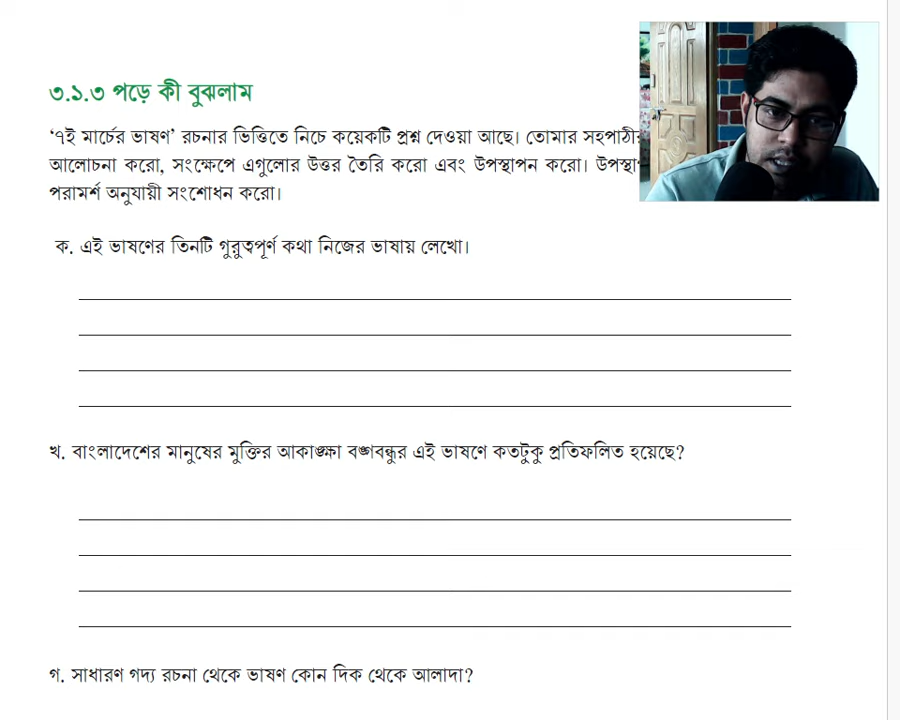 ৩.১.৩ পড়ে কী বুঝলাম
‘৭ই মার্চের ভাষণ’ রচনার ভিত্তিতে নিচে কয়েকটি প্রশ্ন দেওয়া আছে। তোমার
আলোচনা করো, সংক্ষেপে এগুলোর উত্তর তৈরি করো এবং উপস্থাপন করো।
পরামর্শ অনুযায়ী সংশোধন করো।
ক. এই ভাষণের তিনটি গুরুত্বপূর্ণ কথা নিজের ভাষায় লেখো।
খ. বাংলাদেশের মানুষের মুক্তির আকাঙ্ক্ষা বঙ্গবন্ধুর এই ভাষণে কতটুকু প্রতিফলিত হয়েছে?
গ. সাধারণ গদ্য রচনা থেকে ভাষণ কোন দিক থেকে আলাদা?